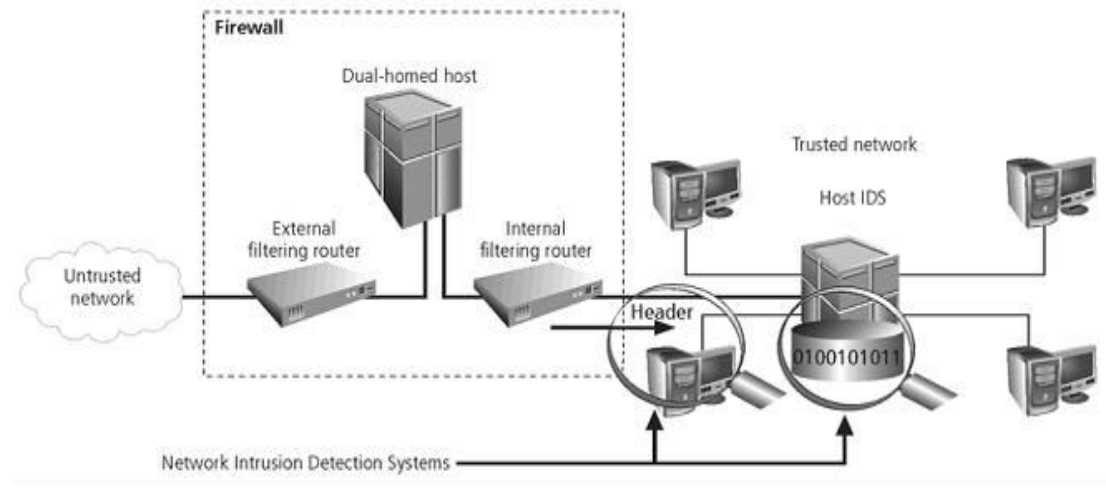 Firewall
Dual-homed host
Trusted network
Host IDS
External
filtering router
Internal
filtering router
Untrusted
network
Header
0100101011
Network Intrusion Detection Systems